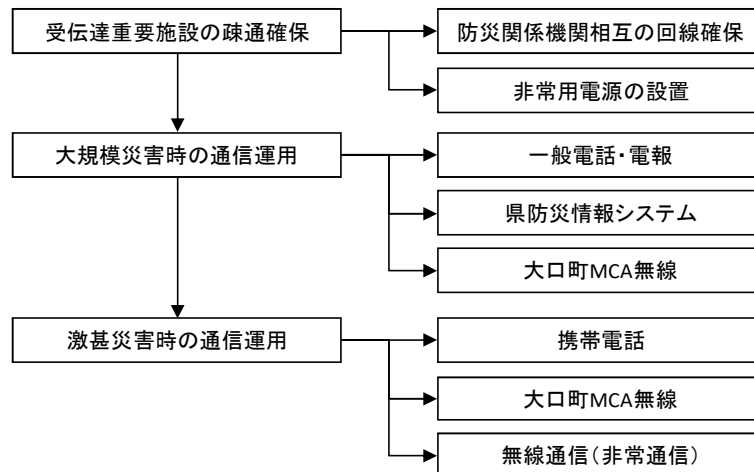 受伝達重要施設の疎通確保
防災関係機関相互の回線確保
非常用電源の設置
大規模災害時の通信運用
一般電話・電報
県防災情報システム
大口町MCA無線
激甚災害時の通信運用
携帯電話
大口町MCA無線
無線通信（非常通信）